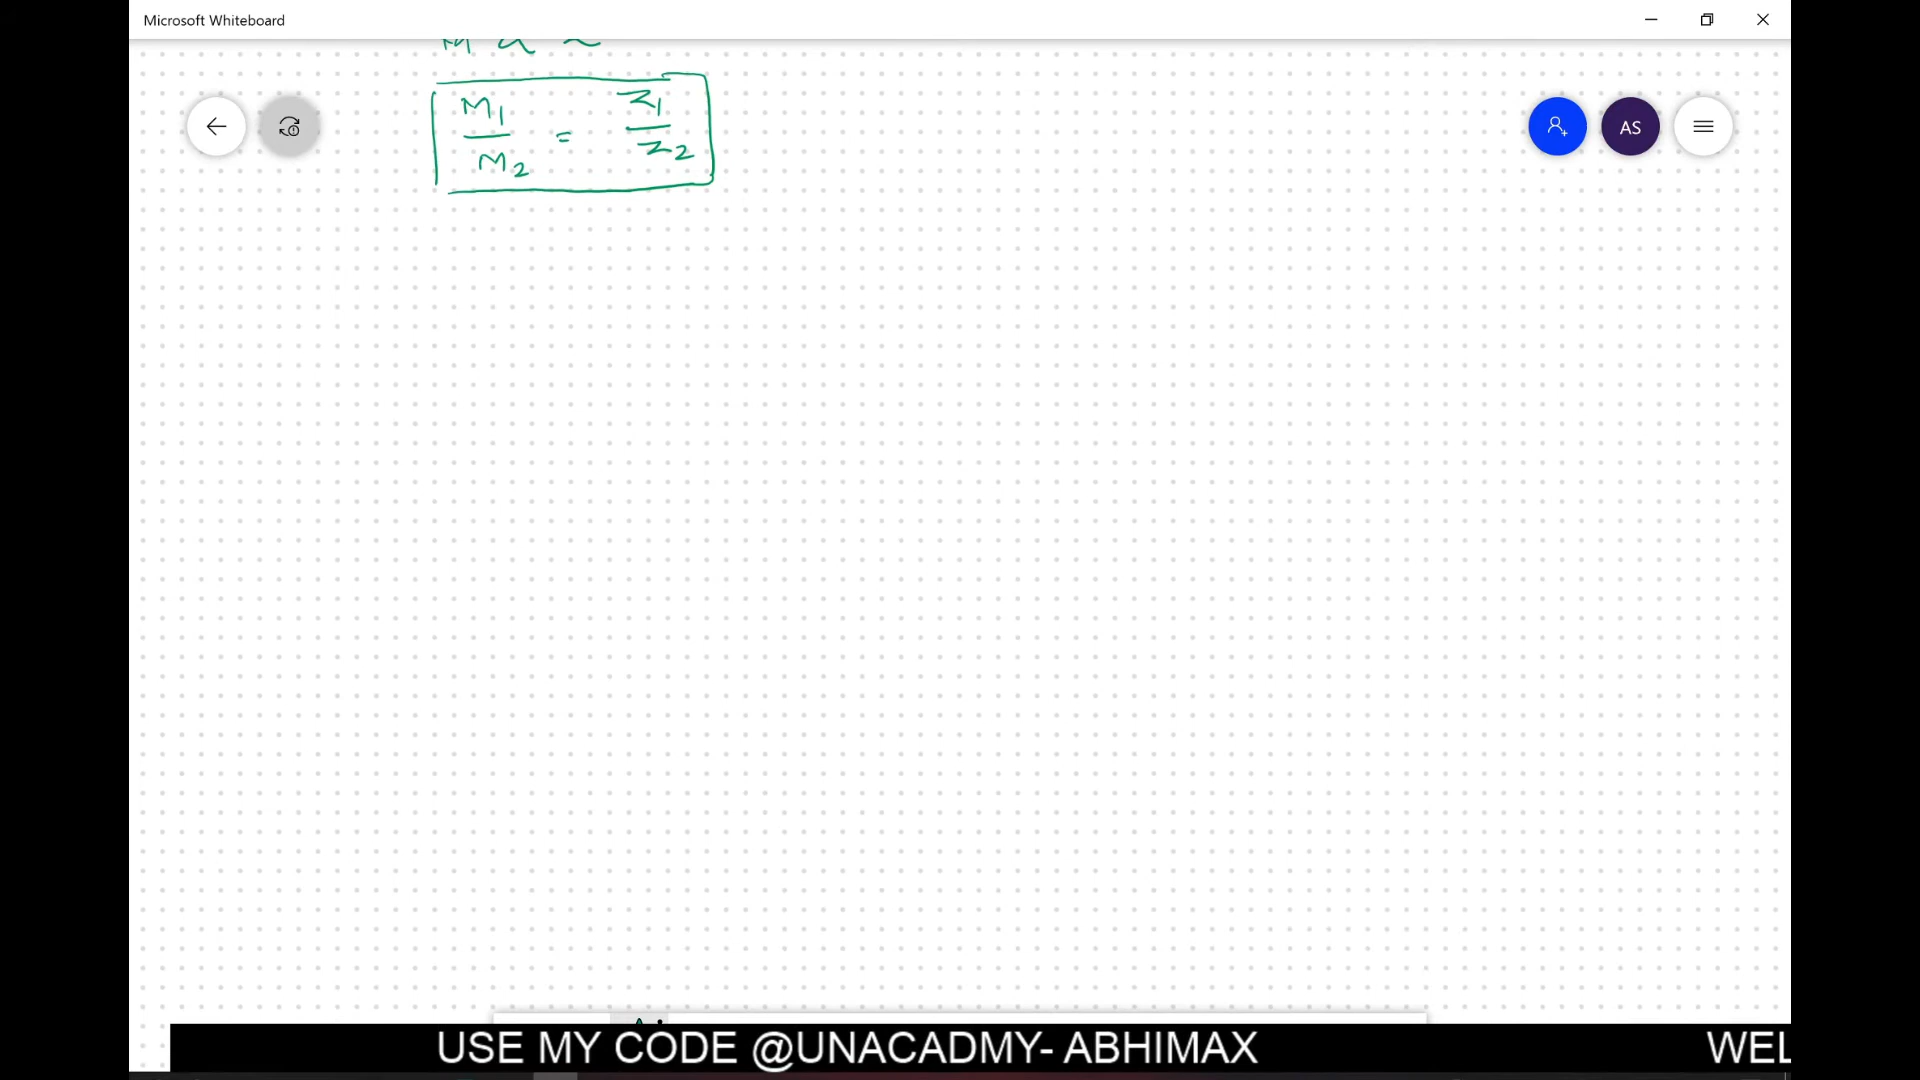 Microsoft Whiteboard
M₁/M₂ = Z₁/Z₂
AS
USE MY CODE @UNACADMY- ABHIMAX
WEL